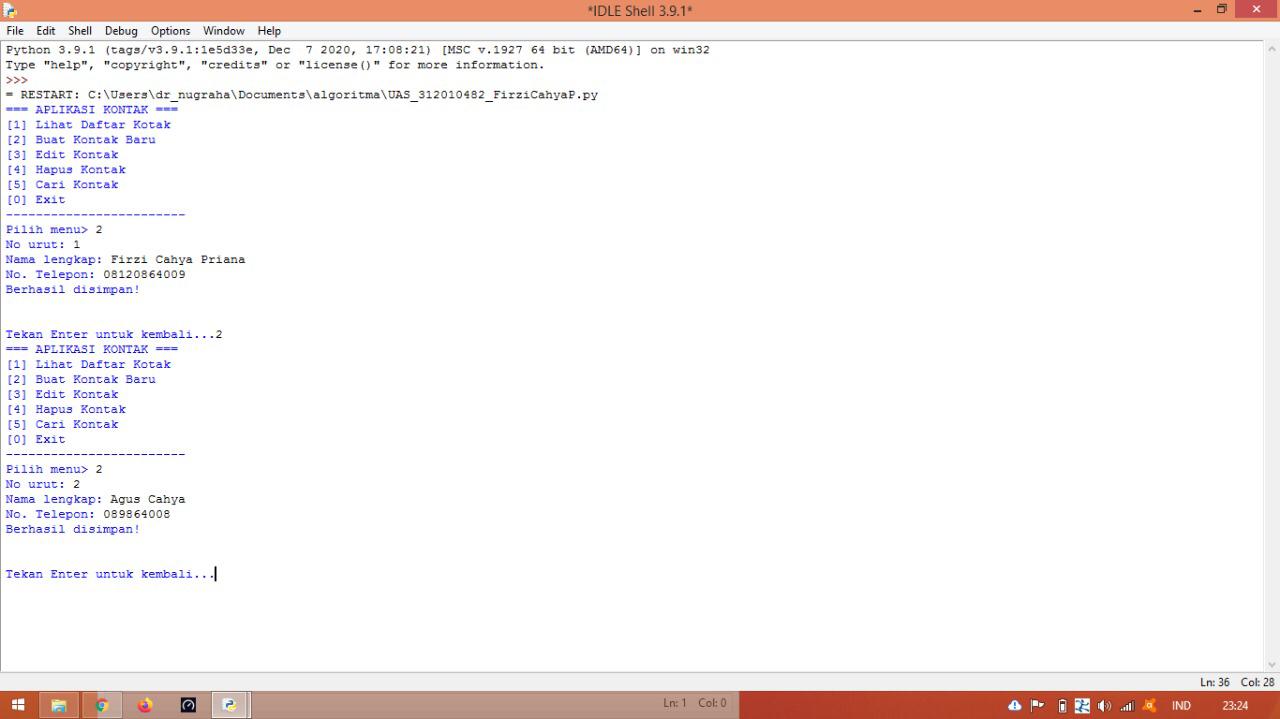 *IDLE Shell 3.9.1*
File Edit Shell Debug Options Window Help
Python 3.9.1 (tags/v3.9.1:1e5d33e, Dec  7 2020, 17:08:21) [MSC v.1927 64 bit (AMD64)] on win32
Type "help", "copyright", "credits" or "license()" for more information.
>>>
= RESTART: C:\Users\dr_nugraha\Documents\algoritma\UAS_312010482_FirziCahyaP.py
=== APLIKASI KONTAK ===
[1] Lihat Daftar Kotak
[2] Buat Kontak Baru
[3] Edit Kontak
[4] Hapus Kontak
[5] Cari Kontak
[0] Exit
------------------------
Pilih menu> 2
No urut: 1
Nama lengkap: Firzi Cahya Priana
No. Telepon: 08120864009
Berhasil disimpan!
Tekan Enter untuk kembali...2
=== APLIKASI KONTAK ===
[1] Lihat Daftar Kotak
[2] Buat Kontak Baru
[3] Edit Kontak
[4] Hapus Kontak
[5] Cari Kontak
[0] Exit
------------------------
Pilih menu> 2
No urut: 2
Nama lengkap: Agus Cahya
No. Telepon: 089864008
Berhasil disimpan!
Tekan Enter untuk kembali...
Ln: 36 Col: 28
Ln: 1 Col: 0
IND 23:24